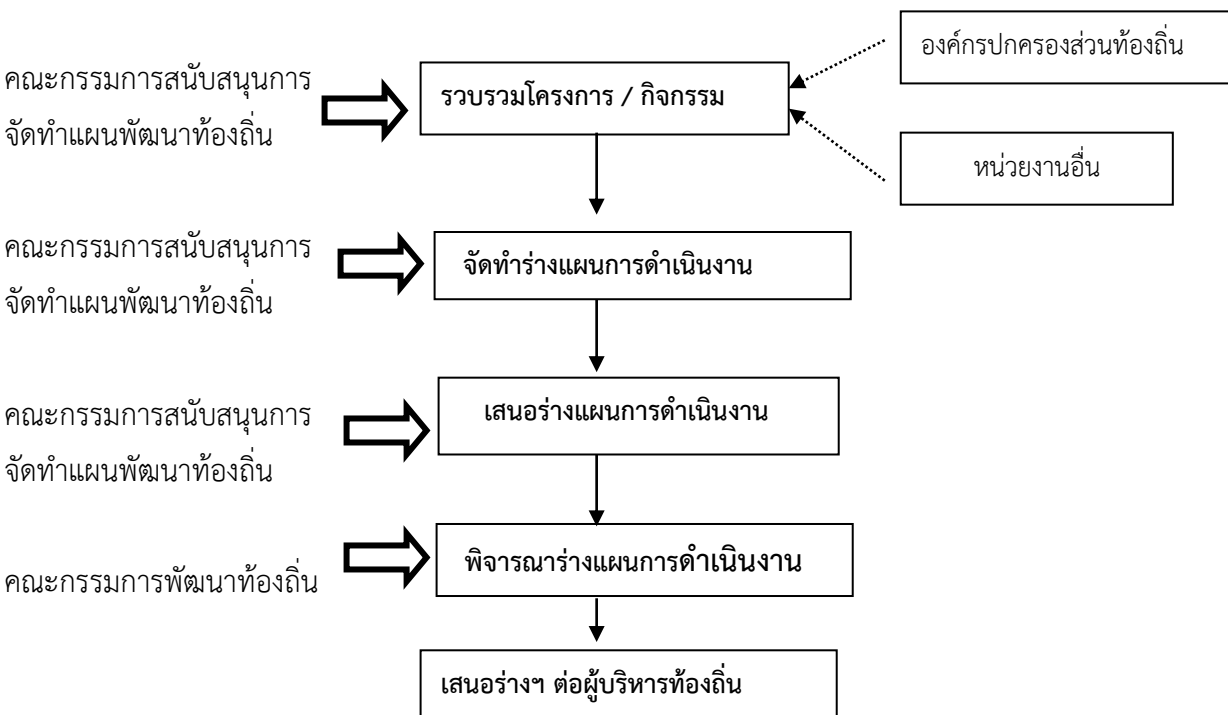 องค์กรปกครองส่วนท้องถิ่น
คณะกรรมการสนับสนุนการ
จัดทำแผนพัฒนาท้องถิ่น
รวบรวมโครงการ / กิจกรรม
หน่วยงานอื่น
คณะกรรมการสนับสนุนการ
จัดทำแผนพัฒนาท้องถิ่น
จัดทำร่างแผนการดำเนินงาน
คณะกรรมการสนับสนุนการ
จัดทำแผนพัฒนาท้องถิ่น
เสนอร่างแผนการดำเนินงาน
คณะกรรมการพัฒนาท้องถิ่น
พิจารณาร่างแผนการดำเนินงาน
เสนอร่างฯ ต่อผู้บริหารท้องถิ่น